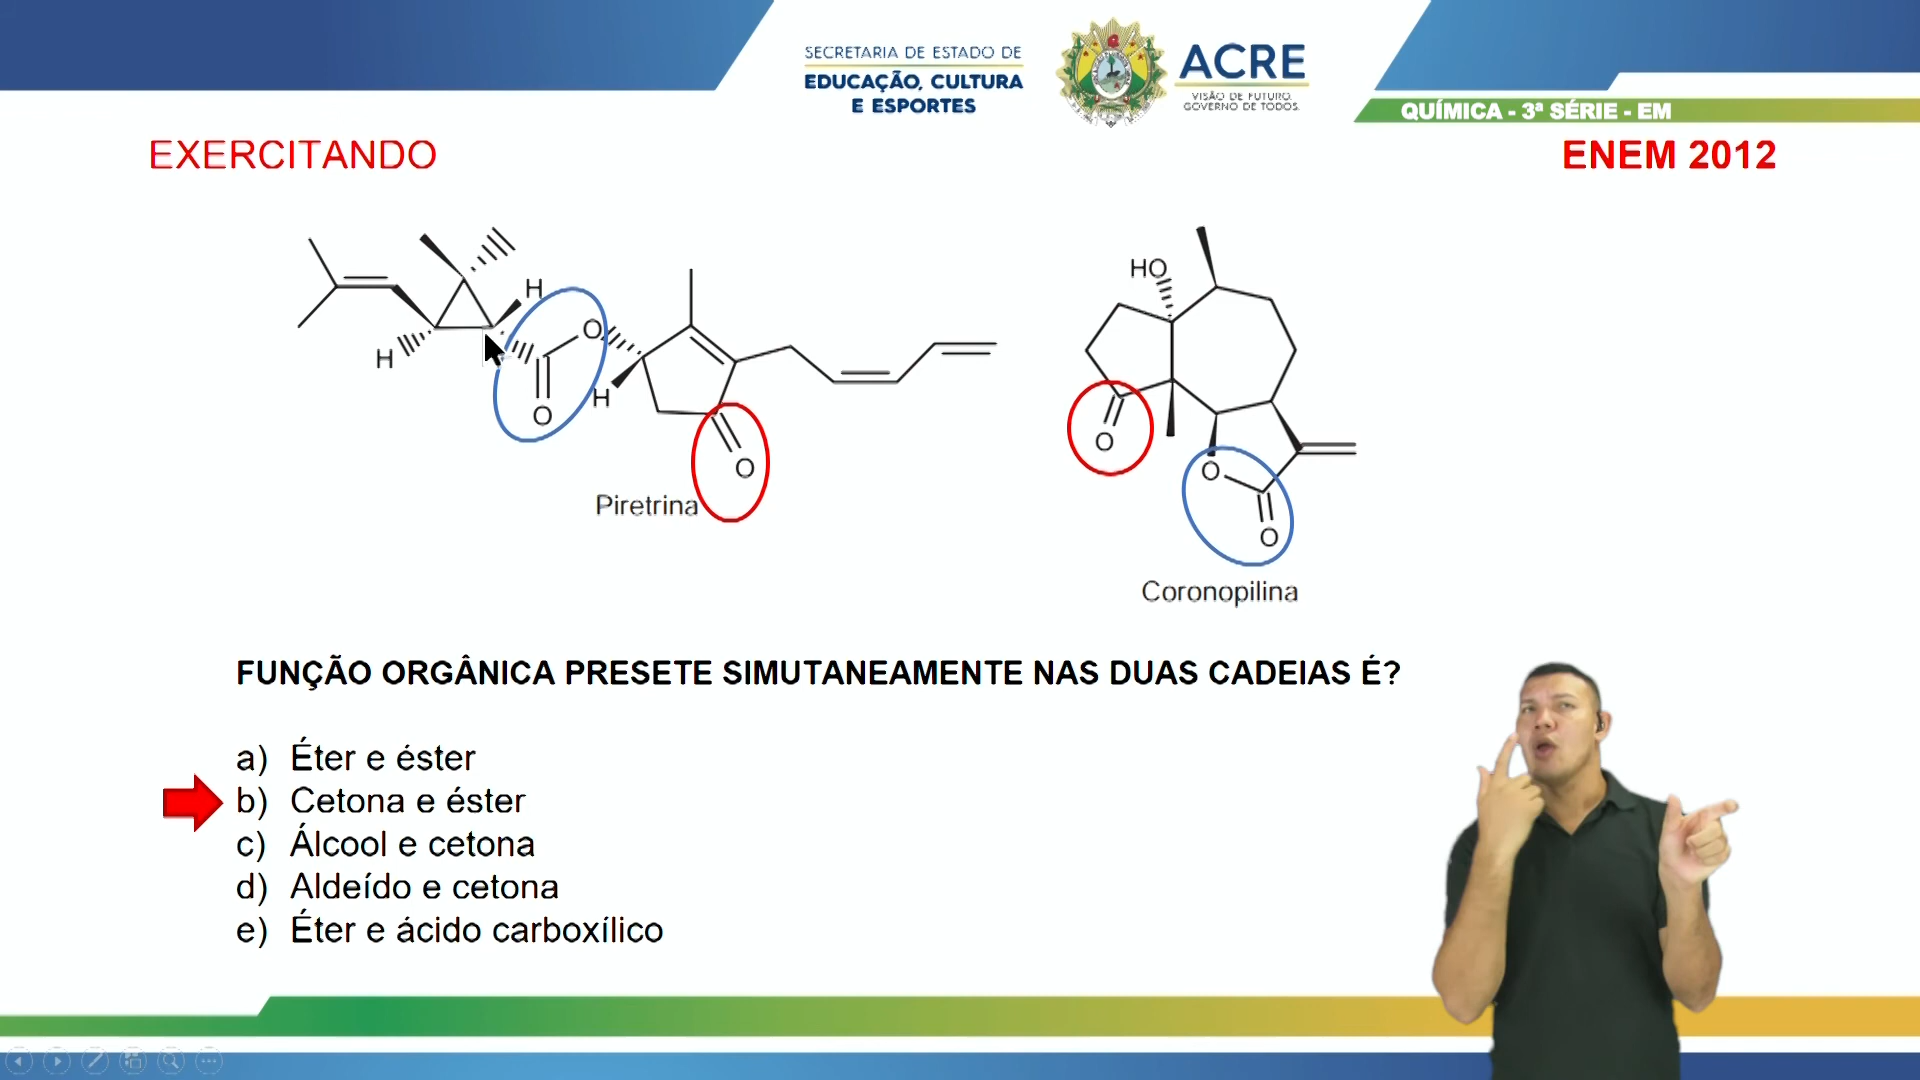 SECRETARIA DE ESTADO DE
EDUCAÇÃO, CULTURA
E ESPORTES
ACRE
VISÃO DE FUTURO.
GOVERNO DE TODOS.
QUÍMICA - 3ª SÉRIE - EM
EXERCITANDO
ENEM 2012
H
H
O
O
H
O
Piretrina
HO
O
O
O
Coronopilina
FUNÇÃO ORGÂNICA PRESETE SIMUTANEAMENTE NAS DUAS CADEIAS É?
a) Éter e éster
b) Cetona e éster
c) Álcool e cetona
d) Aldeído e cetona
e) Éter e ácido carboxílico